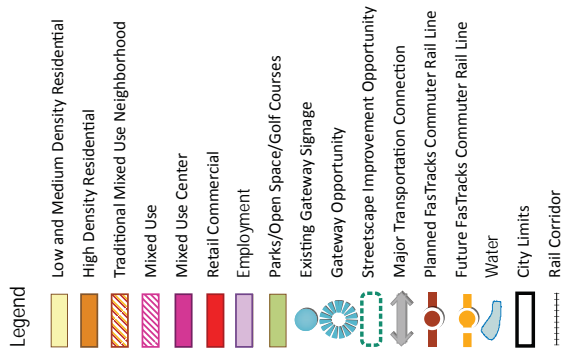 Legend
Low and Medium Density Residential
High Density Residential
Traditional Mixed Use Neighborhood
Mixed Use
Mixed Use Center
Retail Commercial
Employment
Parks/Open Space/Golf Courses
Existing Gateway Signage
Gateway Opportunity
Streetscape Improvement Opportunity
Major Transportation Connection
Planned FasTracks Commuter Rail Line
Future FasTracks Commuter Rail Line
Water
City Limits
Rail Corridor